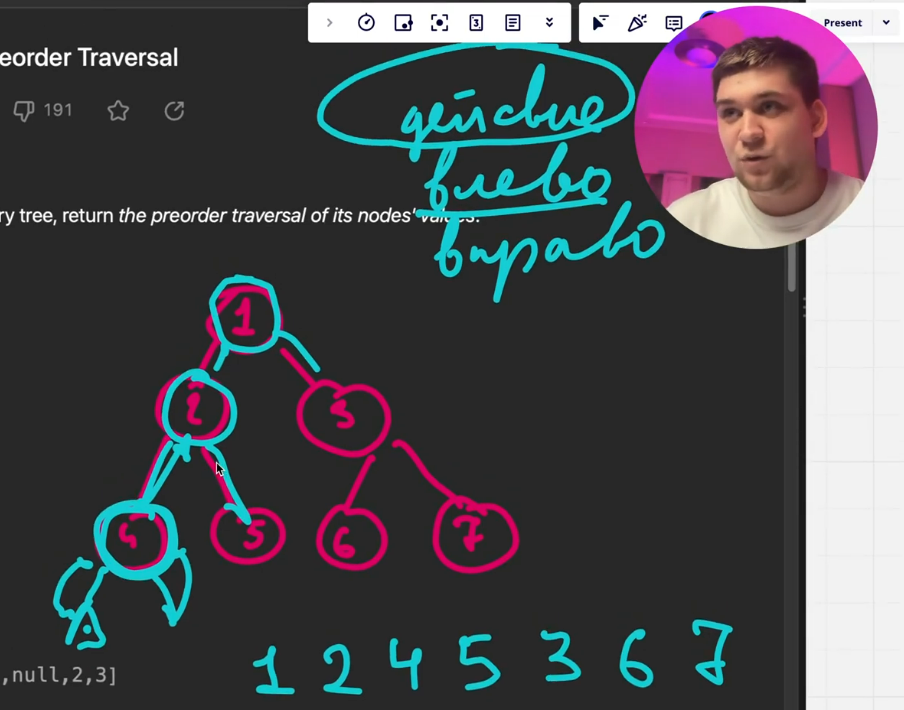 Present
eorder Traversal
191
действие
влево
вправо
ry tree, return the preorder traversal of its nodes' values.
1
2 3
4 5 6 7
1 2 4 5 3 6 7
,null,2,3]